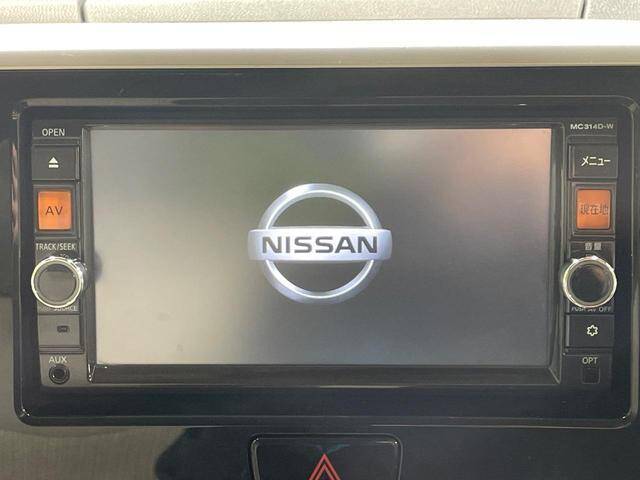 OPEN
MC314D-W
メニュー
AV
現在地
TRACK/SEEK
音量
NISSAN
SOURCE
PUSH AV OFF
AUX
OPT